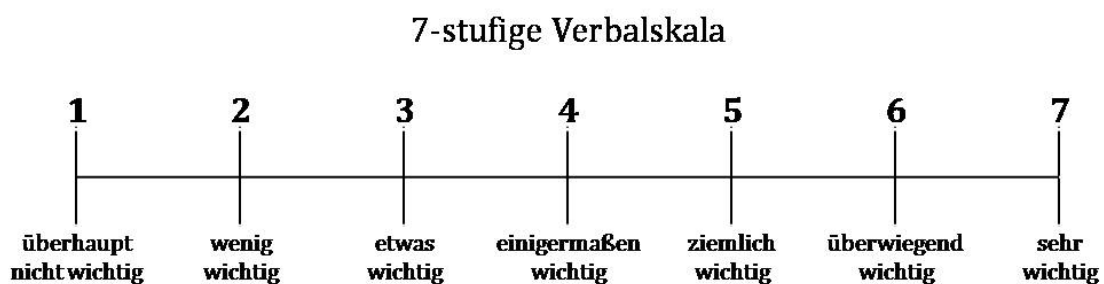 7-stufige Verbalskala
1 2 3 4 5 6 7
überhaupt wenig etwas einigermaßen ziemlich überwiegend sehr
nicht wichtig wichtig wichtig wichtig wichtig wichtig wichtig